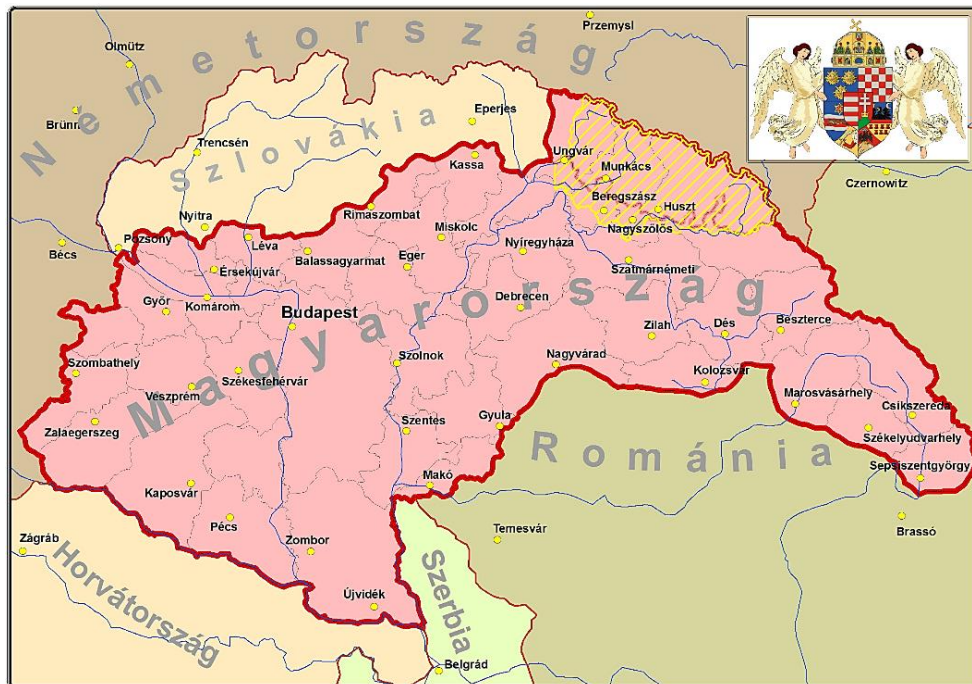 Németország
Olmütz
Przemysl
Brünn
Szlovákia
Eperjes
Trencsén
Kassa
Ungvár
Munkács
Czernowitz
Nyitra
Rimaszombat
Beregszász
Huszt
Bécs
Pozsony
Léva
Miskolc
Nagyszőlős
Balassagyarmat
Eger
Nyíregyháza
Érsekújvár
Szatmárnémeti
Magyarország
Győr
Komárom
Budapest
Debrecen
Zilah
Dés
Beszterce
Szombathely
Székesfehérvár
Szolnok
Nagyvárad
Kolozsvár
Veszprém
Marosvásárhely
Csíkszereda
Zalaegerszeg
Szentes
Gyula
Székelyudvarhely
Románia
Kaposvár
Makó
Sepsiszentgyörgy
Pécs
Temesvár
Brassó
Zágráb
Horvátország
Zombor
Szerbia
Újvidék
Belgrád